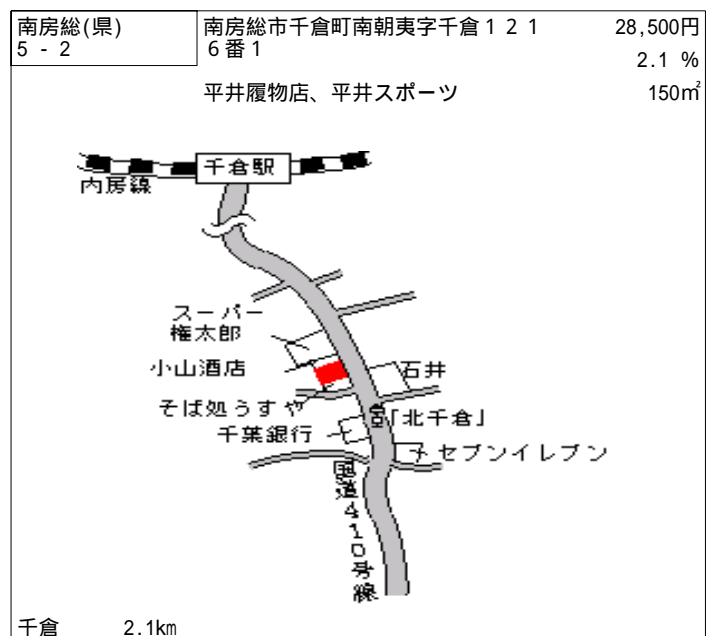 南房総(県)
5 - 2
南房総市千倉町南朝夷字千倉１２１
６番１
28,500円
2.1 %
平井履物店、平井スポーツ
150㎡
千倉駅
内房線
スーパー
権太郎
小山酒店
石井
そば処うすや
「北千倉」
千葉銀行
セブンイレブン
国道410号線
千倉 2.1km